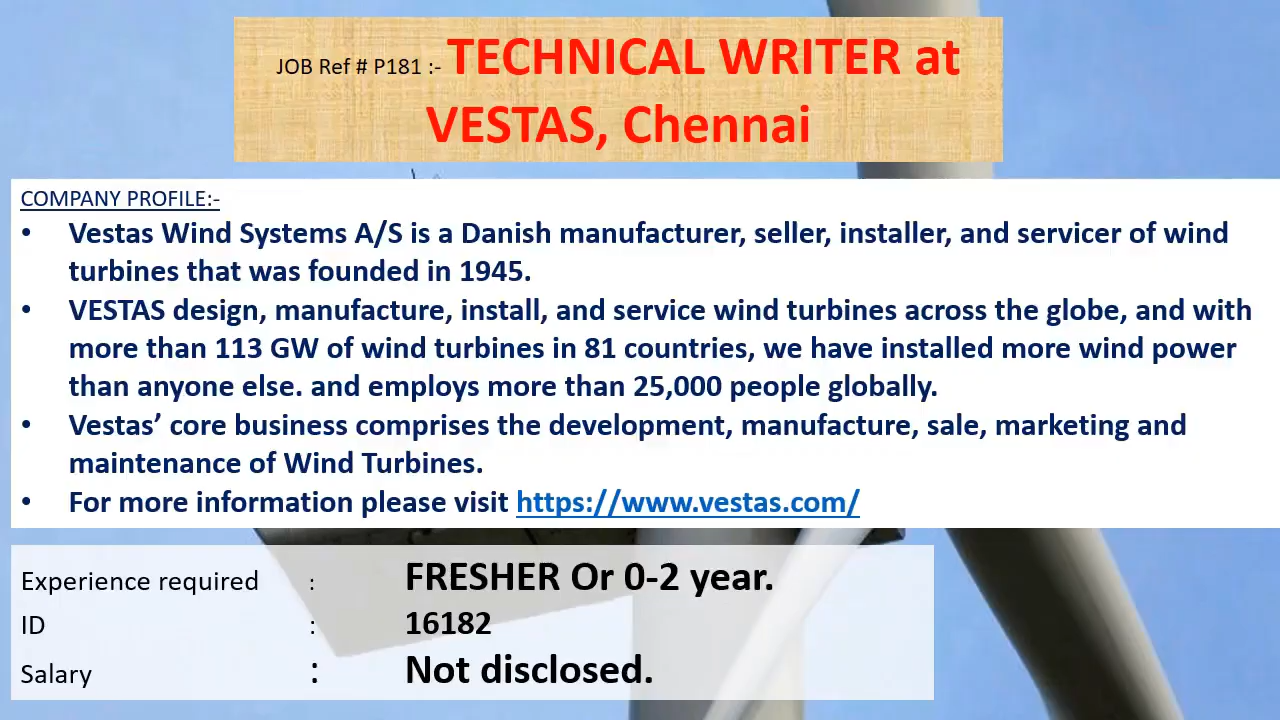 JOB Ref # P181 :- TECHNICAL WRITER at
VESTAS, Chennai
COMPANY PROFILE:-
• Vestas Wind Systems A/S is a Danish manufacturer, seller, installer, and servicer of wind
turbines that was founded in 1945.
• VESTAS design, manufacture, install, and service wind turbines across the globe, and with
more than 113 GW of wind turbines in 81 countries, we have installed more wind power
than anyone else. and employs more than 25,000 people globally.
• Vestas’ core business comprises the development, manufacture, sale, marketing and
maintenance of Wind Turbines.
• For more information please visit https://www.vestas.com/
Experience required : FRESHER Or 0-2 year.
ID : 16182
Salary : Not disclosed.